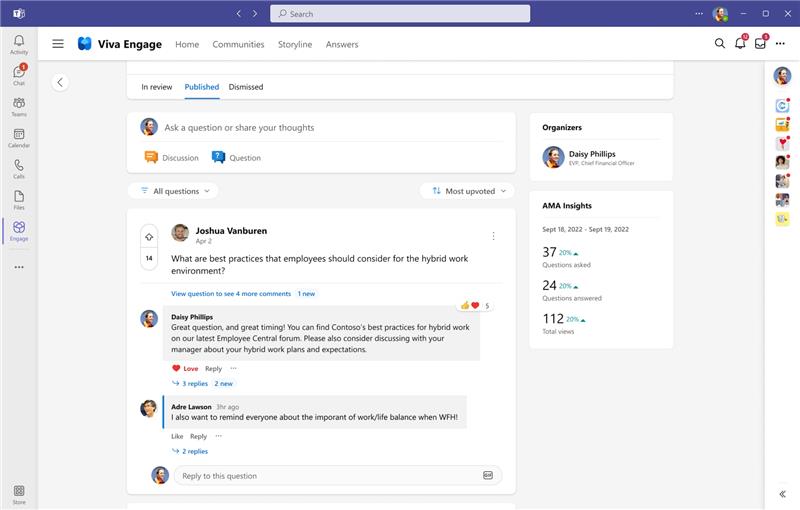 Search
Activity
Chat
1
Teams
Calendar
Calls
Files
Engage
Store
Viva Engage
Home
Communities
Storyline
Answers
12
5
In review
Published
Dismissed
Ask a question or share your thoughts
Discussion
Question
All questions
Most upvoted
14
Joshua Vanburen
Apr 2
What are best practices that employees should consider for the hybrid work
environment?
View question to see 4 more comments
1 new
5
Daisy Phillips
Great question, and great timing! You can find Contoso's best practices for hybrid work
on our latest Employee Central forum. Please also consider discussing with your
manager about your hybrid work plans and expectations.
Love
Reply
3 replies
2 new
Adre Lawson
3hr ago
I also want to remind everyone about the imporant of work/life balance when WFH!
Like
Reply
2 replies
Reply to this question
GIF
Organizers
Daisy Phillips
EVP, Chief Financial Officer
AMA Insights
Sept 18, 2022 - Sept 19, 2022
37 20%
Questions asked
24 20%
Questions answered
112 20%
Total views